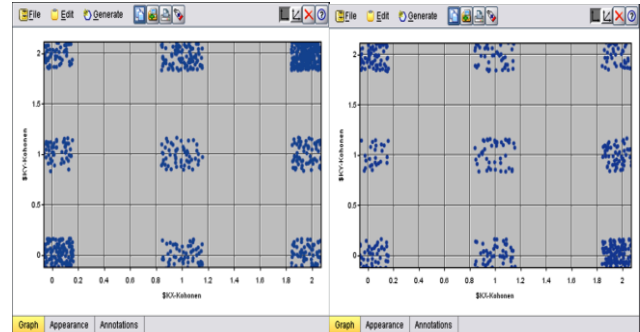 File Edit Generate
2
1.5
1
0.5
0
$KY-Kohonen
0 0.2 0.4 0.6 0.8 1 1.2 1.4 1.6 1.8 2
$KX-Kohonen
Graph Appearance Annotations
File Edit Generate
2
1.5
1
0.5
0
$KY-Kohonen
0 0.2 0.4 0.6 0.8 1 1.2 1.4 1.6 1.8 2
$KX-Kohonen
Graph Appearance Annotations